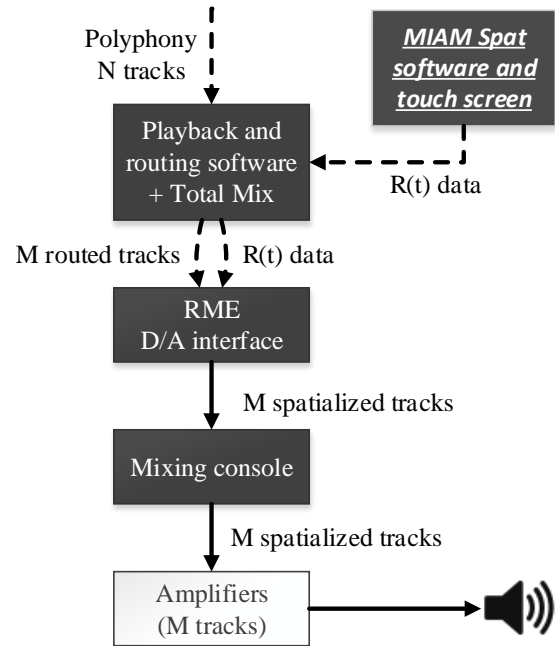 Polyphony
N tracks
MIAM Spat
software and
touch screen
Playback and
routing software
+ Total Mix
R(t) data
M routed tracks
R(t) data
RME
D/A interface
M spatialized tracks
Mixing console
M spatialized tracks
Amplifiers
(M tracks)